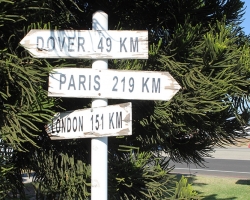 DOVER 49 KM
PARIS 219 KM
LONDON 151 KM